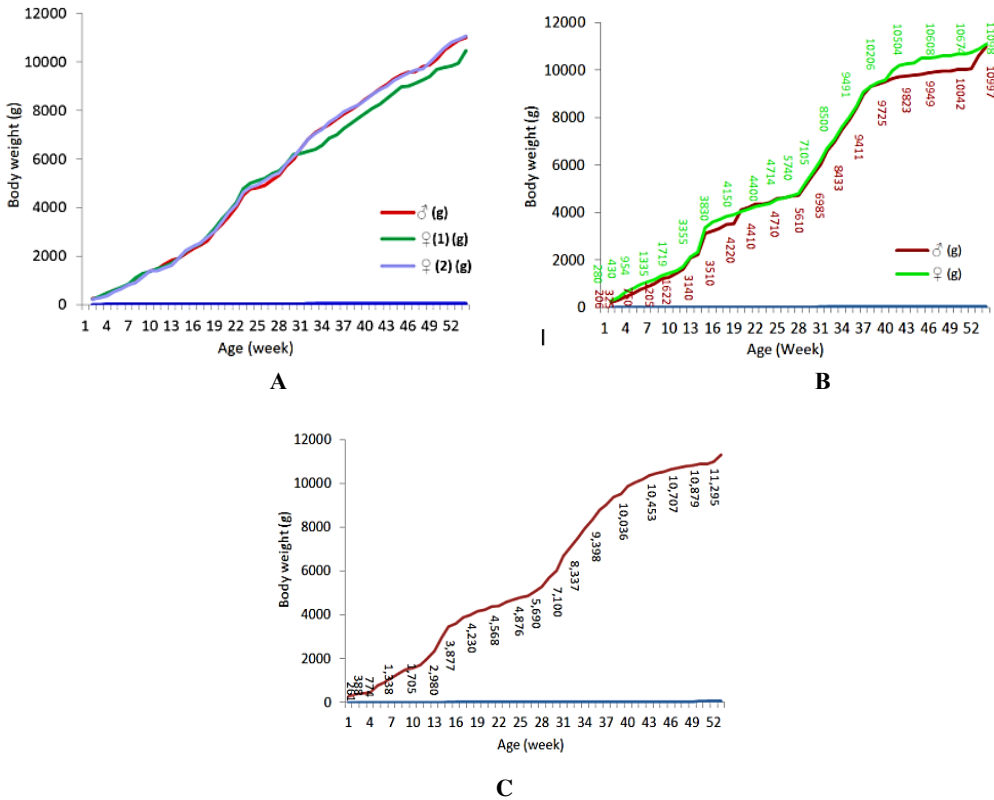 12000
10000
8000
6000
4000
2000
0
Body weight (g)
♂ (g)
♀(1) (g)
♀(2) (g)
1 4 7 10 13 16 19 22 25 28 31 34 37 40 43 46 49 52
Age (week)
A
12000
10000
8000
6000
4000
2000
0
Body weight (g)
280 430 954 1335 1719 3355 3830 4150 4400 4714 5740 7105 8500 9491 10206 10504 10608 10674
1622 3140 3510 4220 4410 4710 5610 6985 8433 9411 9725 9823 9949 10042 10997
♂ (g)
♀ (g)
1 4 7 10 13 16 19 22 25 28 31 34 37 40 43 46 49 52
Age (Week)
|
B
12000
10000
8000
6000
4000
2000
0
Body weight (g)
261 388 774 1,338 1,705 2,980 3,877 4,230 4,568 4,876 5,690 7,100 8,337 9,398 10,036 10,453 10,707 10,879 11,295
1 4 7 10 13 16 19 22 25 28 31 34 37 40 43 46 49 52
Age (week)
C